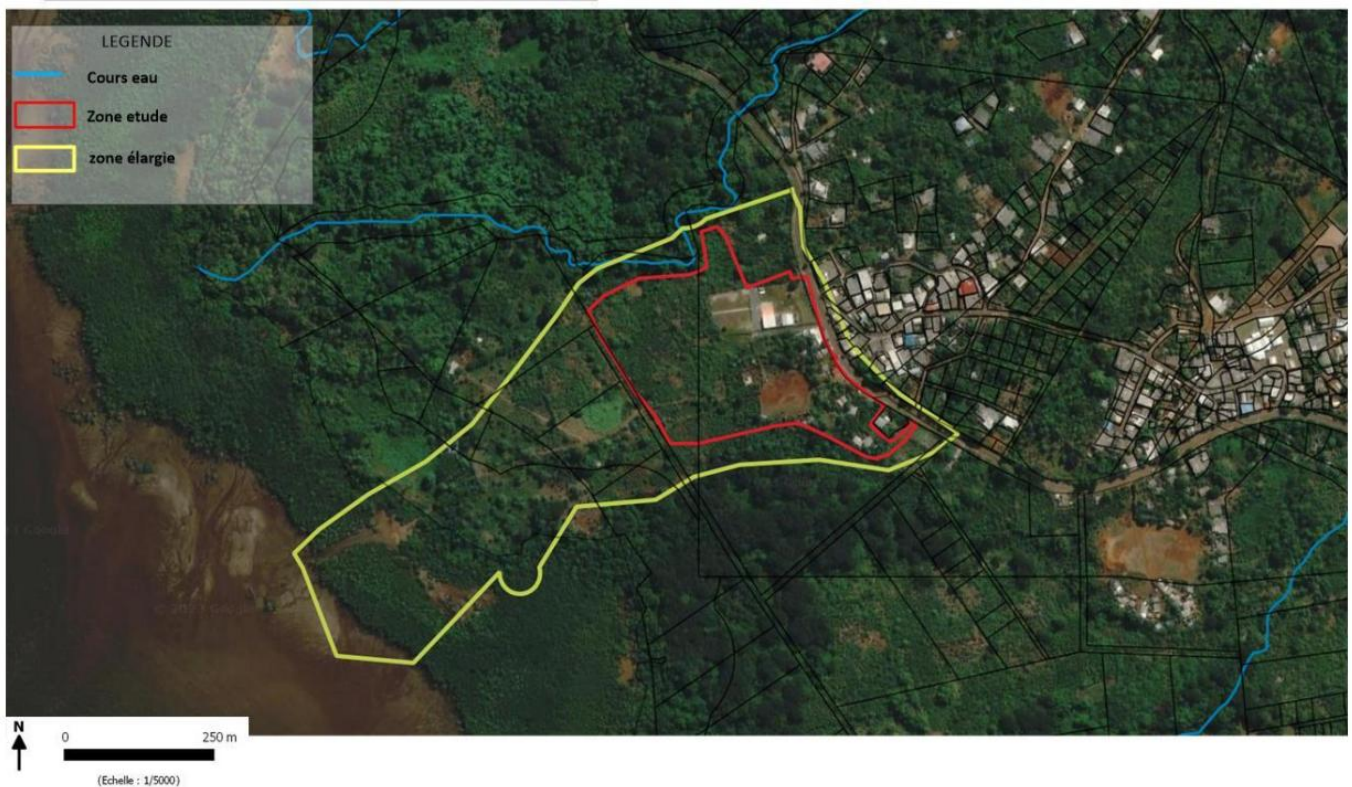 LEGENDE
Cours eau
Zone etude
zone élargie
N
0 250 m
(Echelle : 1/5000)